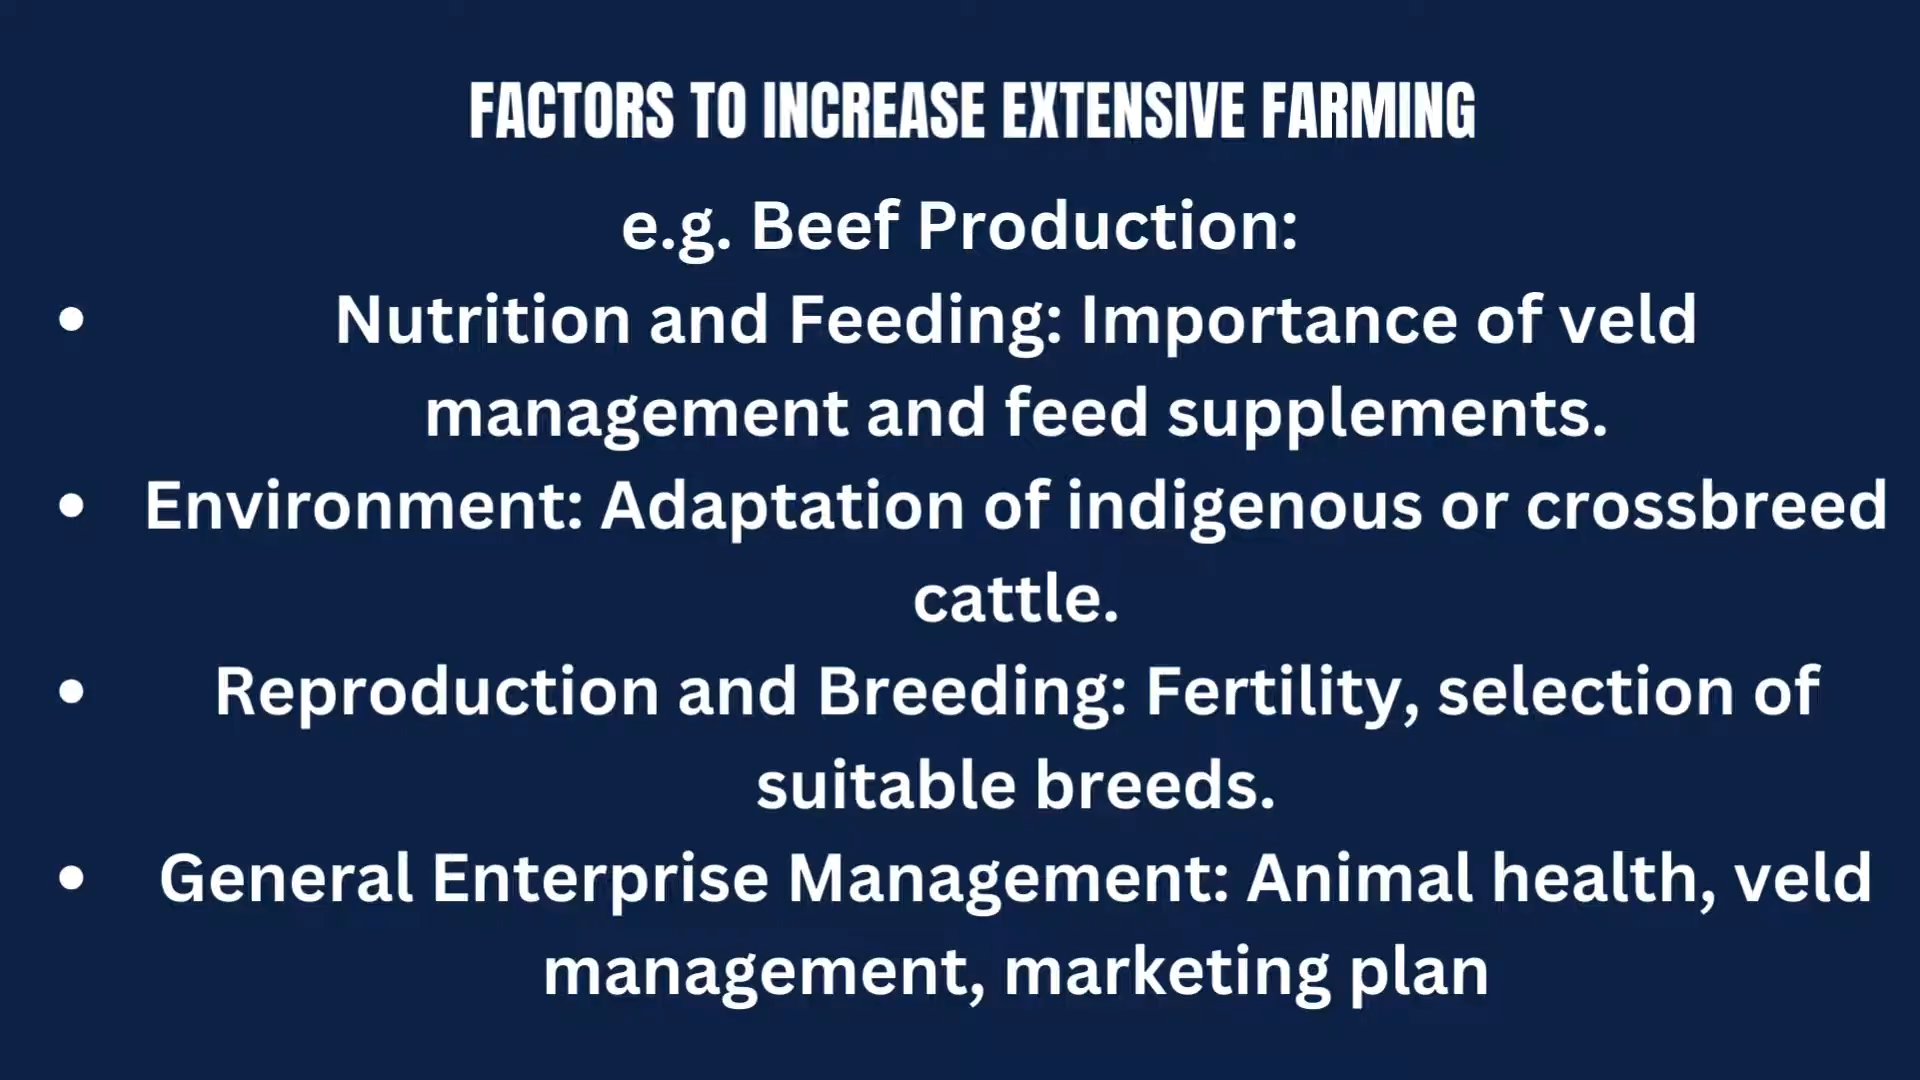 FACTORS TO INCREASE EXTENSIVE FARMING
e.g. Beef Production:
• Nutrition and Feeding: Importance of veld
management and feed supplements.
• Environment: Adaptation of indigenous or crossbreed
cattle.
• Reproduction and Breeding: Fertility, selection of
suitable breeds.
• General Enterprise Management: Animal health, veld
management, marketing plan